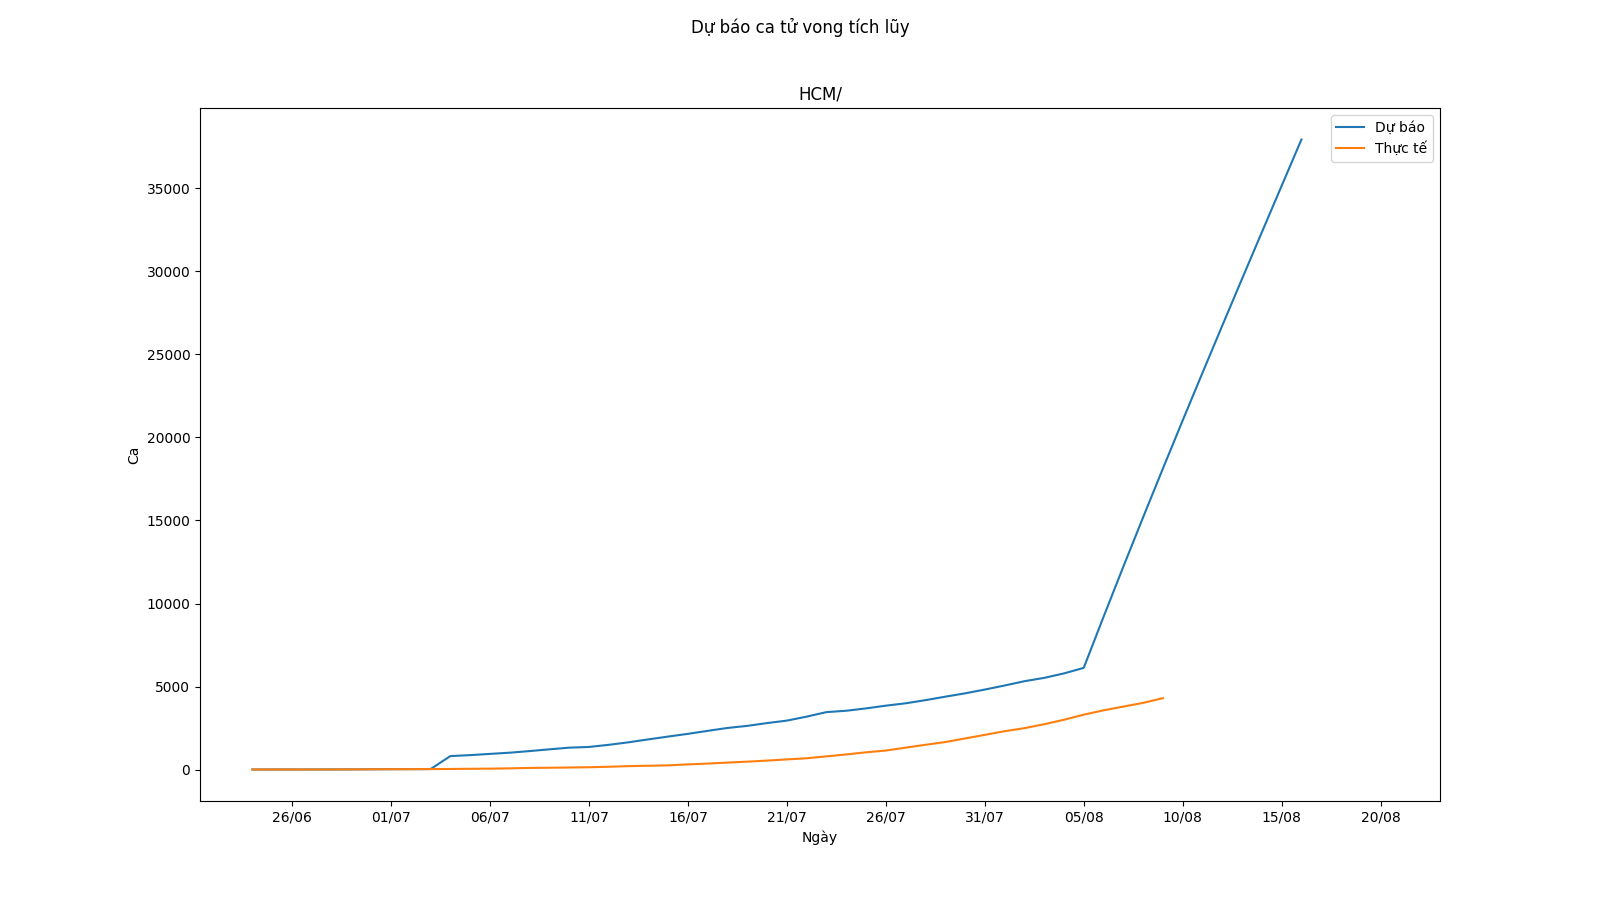 Dự báo ca tử vong tích lũy
HCM/
Dự báo
Thực tế
35000
30000
25000
20000
15000
10000
5000
0
Ca
26/06 01/07 06/07 11/07 16/07 21/07 26/07 31/07 05/08 10/08 15/08 20/08
Ngày